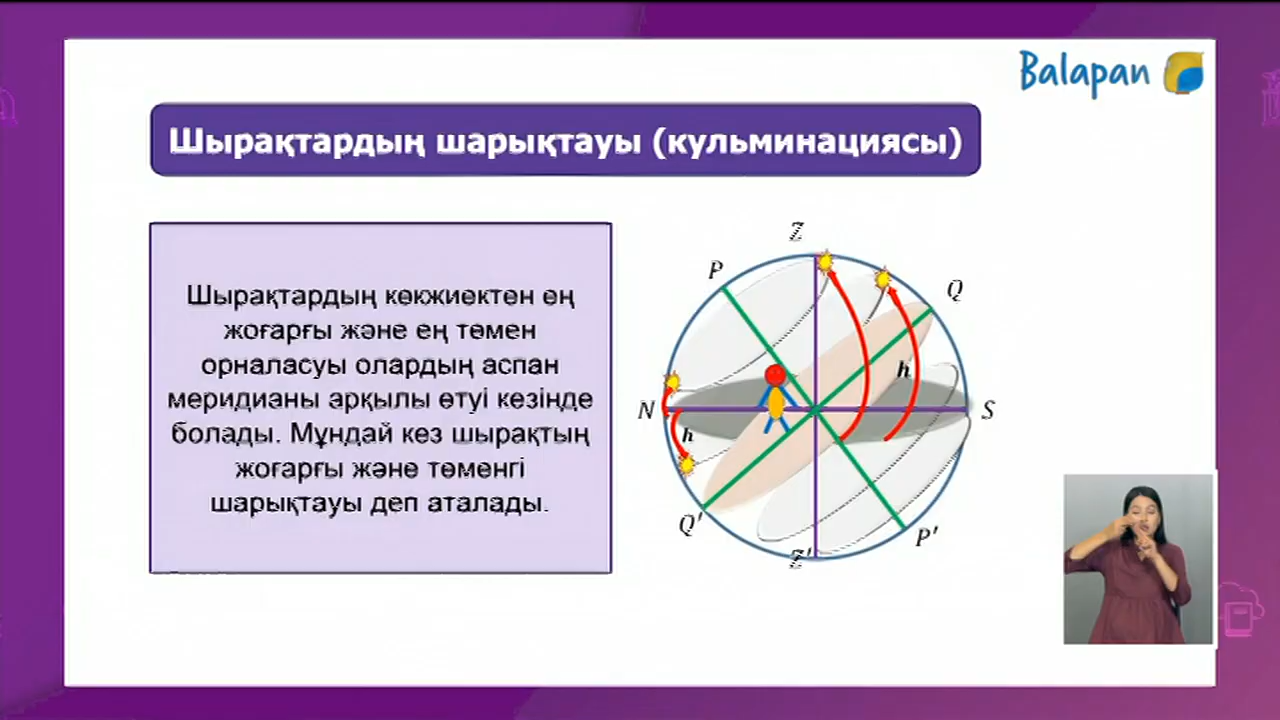 Balapan
Шырақтардың шарықтауы (кульминациясы)
Шырақтардың көкжиектен ең
жоғарғы және ең төмен
орналасуы олардың аспан
меридианы арқылы өтуі кезінде
болады. Мұндай кез шырақтың
жоғарғы және төменгі
шарықтауы деп аталады.
Z
P
Q
h
N
S
h
Q'
P'
Z'